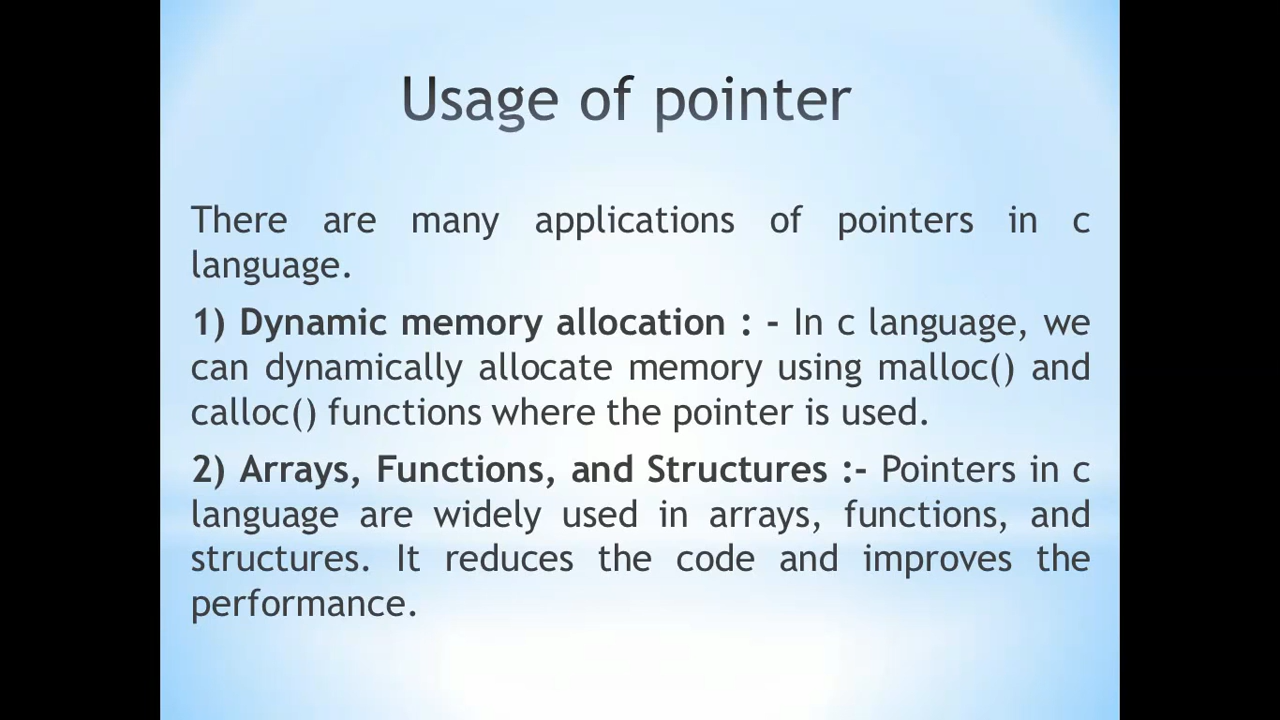 Usage of pointer
There are many applications of pointers in c
language.
1) Dynamic memory allocation : - In c language, we
can dynamically allocate memory using malloc() and
calloc() functions where the pointer is used.
2) Arrays, Functions, and Structures :- Pointers in c
language are widely used in arrays, functions, and
structures. It reduces the code and improves the
performance.